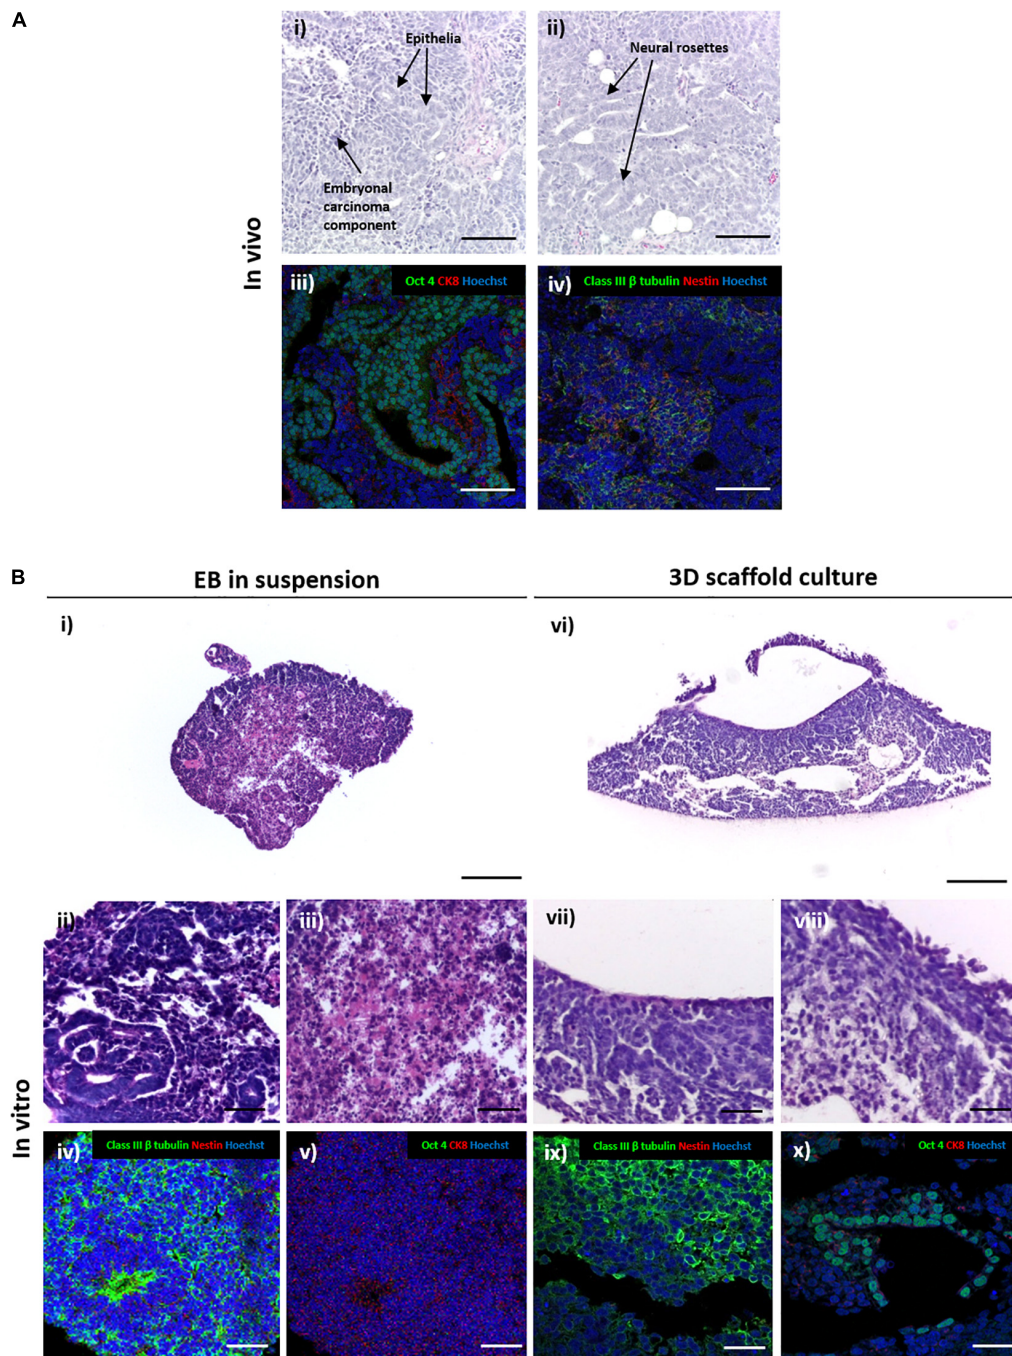 A
i)
Epithelia
Embryonal
carcinoma
component
ii)
Neural rosettes
In vivo
iii)
Oct 4 CK8 Hoechst
iv)
Class III β tubulin Nestin Hoechst
B
EB in suspension
3D scaffold culture
i)
vi)
In vitro
ii)
iii)
vii)
viii)
iv)
Class III β tubulin Nestin Hoechst
v)
Oct 4 CK8 Hoechst
ix)
Class III β tubulin Nestin Hoechst
x)
Oct 4 CK8 Hoechst